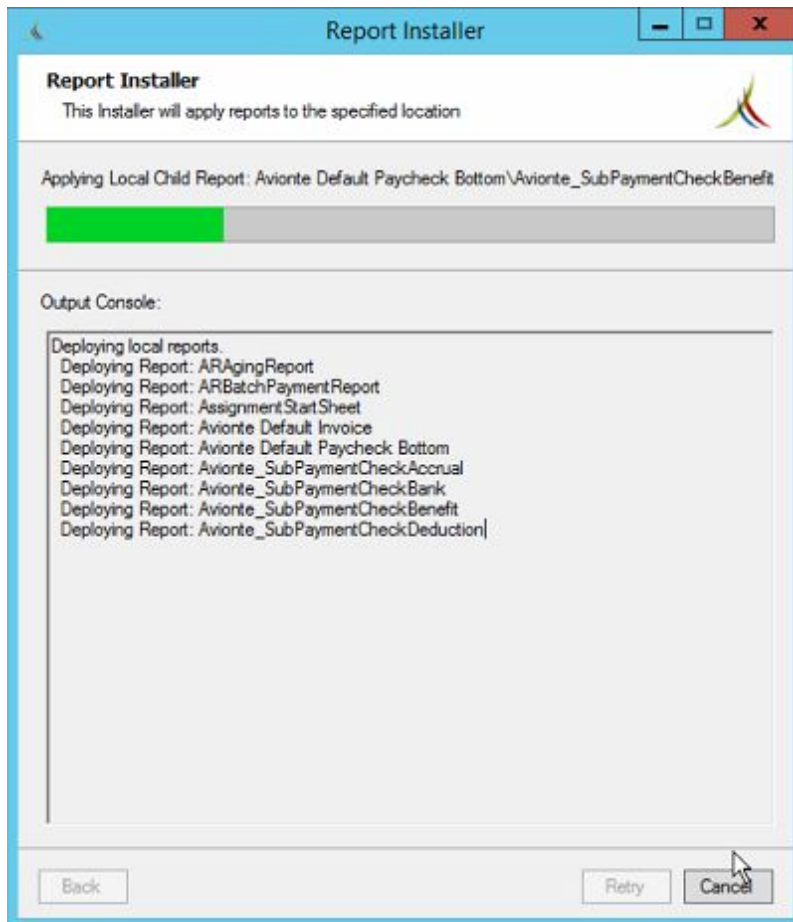 Report Installer
Report Installer
This Installer will apply reports to the specified location
Applying Local Child Report: Avionte Default Paycheck Bottom\Avionte_SubPaymentCheckBenefit
Output Console:
Deploying local reports.
Deploying Report: ARAgingReport
Deploying Report: ARBatchPaymentReport
Deploying Report: AssignmentStartSheet
Deploying Report: Avionte Default Invoice
Deploying Report: Avionte Default Paycheck Bottom
Deploying Report: Avionte_SubPaymentCheckAccrual
Deploying Report: Avionte_SubPaymentCheckBank
Deploying Report: Avionte_SubPaymentCheckBenefit
Deploying Report: Avionte_SubPaymentCheckDeduction
Back
Retry
Cancel